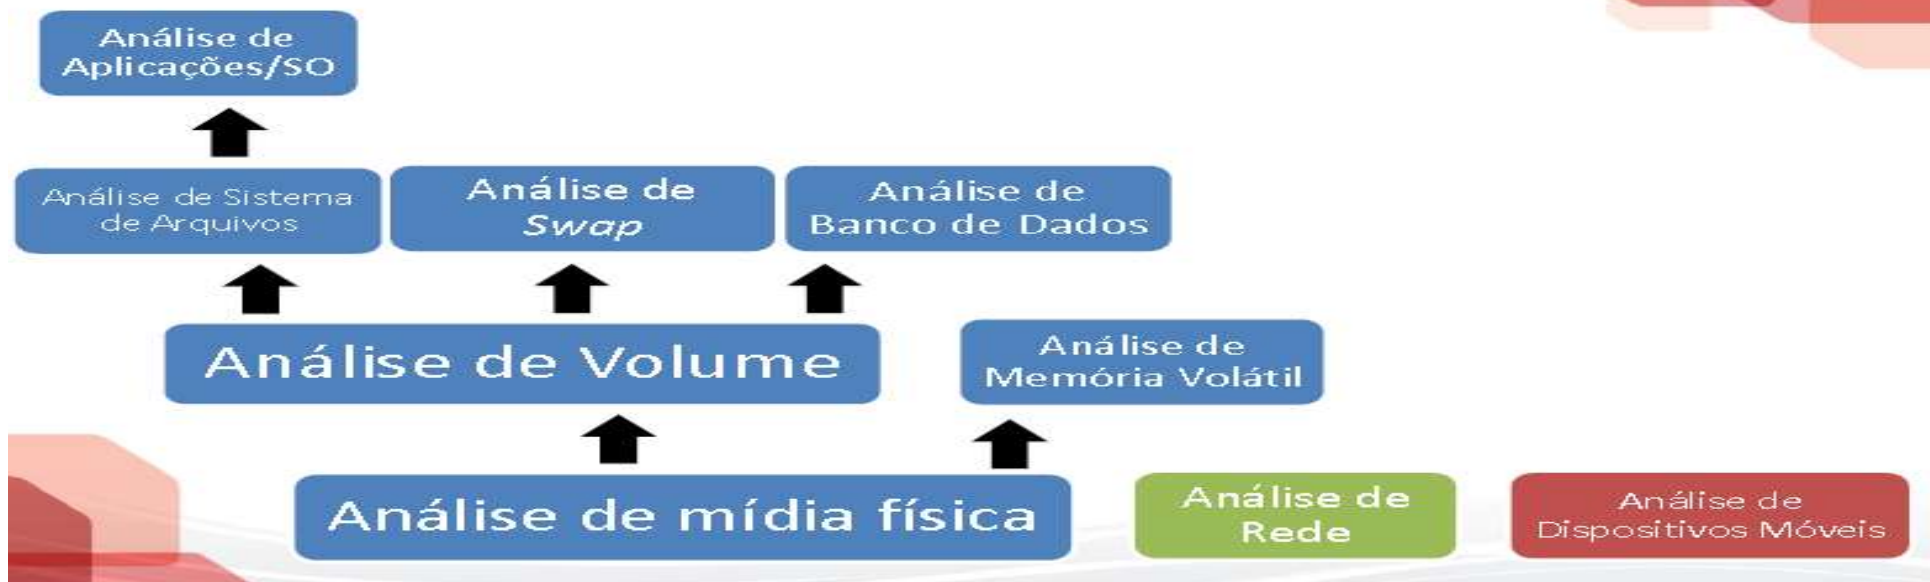 Análise de
Aplicações/SO
Análise de Sistema
de Arquivos
Análise de
Swap
Análise de
Banco de Dados
Análise de Volume
Análise de
Memória Volátil
Análise de mídia física
Análise de
Rede
Análise de
Dispositivos Móveis